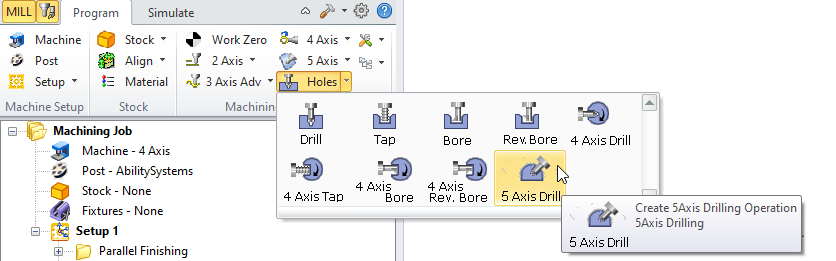 MILL Program Simulate
Machine Stock Work Zero 4 Axis
Post Align 2 Axis 5 Axis
Setup Material 3 Axis Adv Holes
Machine Setup Stock Machinin
Drill Tap Bore Rev. Bore 4 Axis Drill
4 Axis Tap 4 Axis Bore 4 Axis Rev. Bore 5 Axis Drill
Machining Job
Machine - 4 Axis
Post - AbilitySystems
Stock - None
Fixtures - None
Setup 1
Parallel Finishing
Create 5Axis Drilling Operation
5Axis Drilling
5 Axis Drill